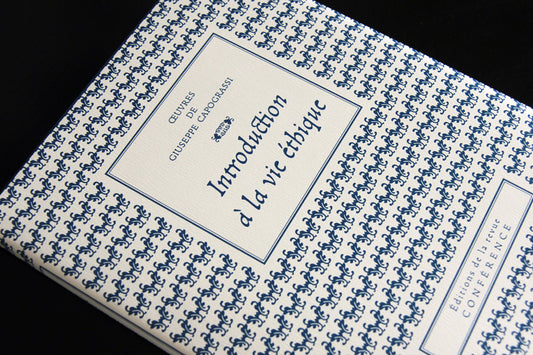 ŒUVRES
DE
GIUSEPPE CAPOGRASSI
Introduction
à la vie éthique
Éditions de la revue
CONFÉRENCE